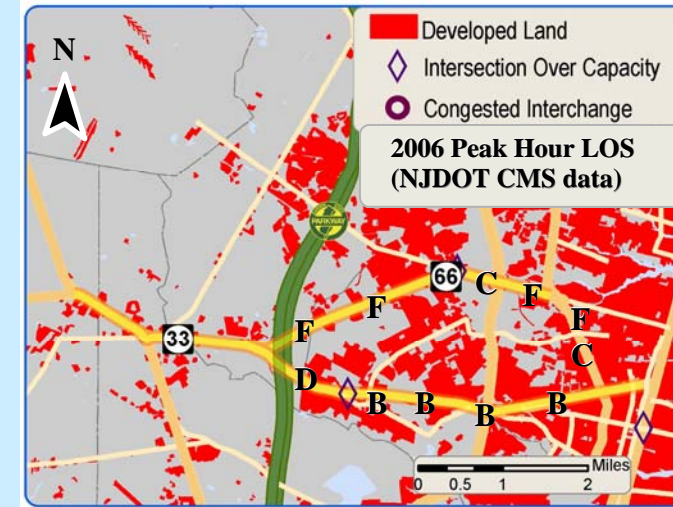 N
Developed Land
Intersection Over Capacity
Congested Interchange
2006 Peak Hour LOS
(NJDOT CMS data)
PARKWAY
66
C
F
F
F
F
C
33
D
B
B
B
B
Miles
0 0.5 1 2